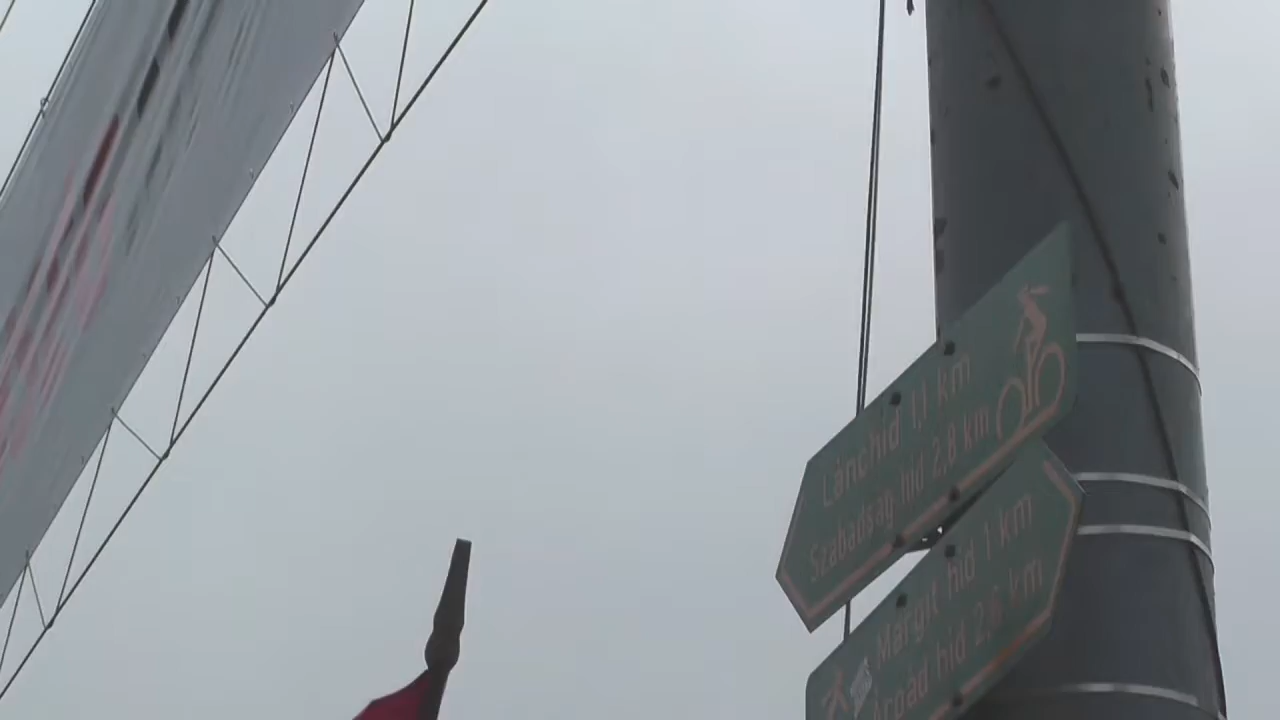 Lánchíd 1,1 km
Szabadság híd 2,8 km
Margit híd 1 km
Árpád híd 2,6 km